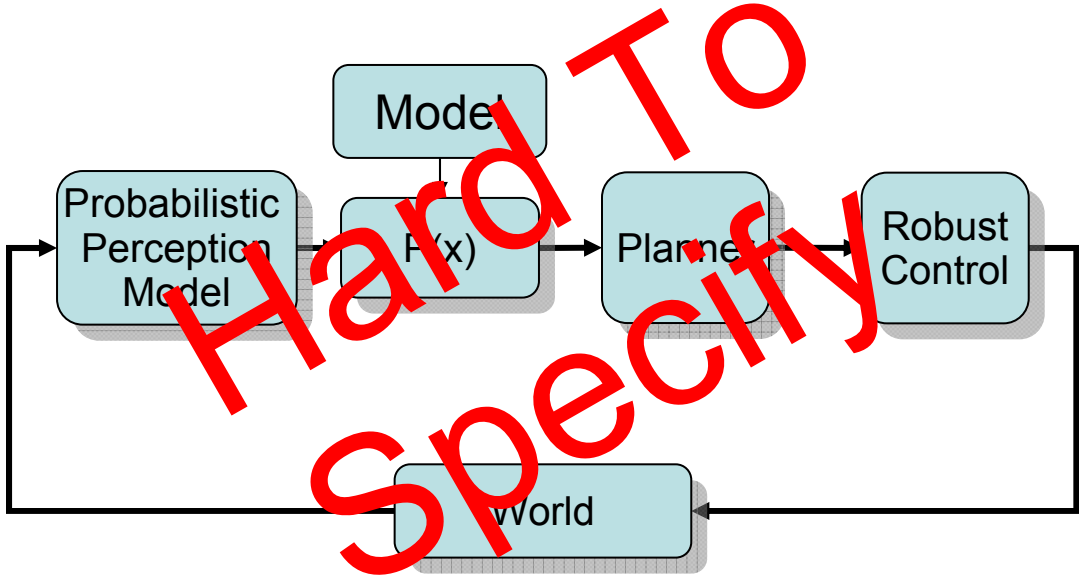 Model
Probabilistic
Perception
Model
P(x)
Planner
Robust
Control
World
Hard To
Specify